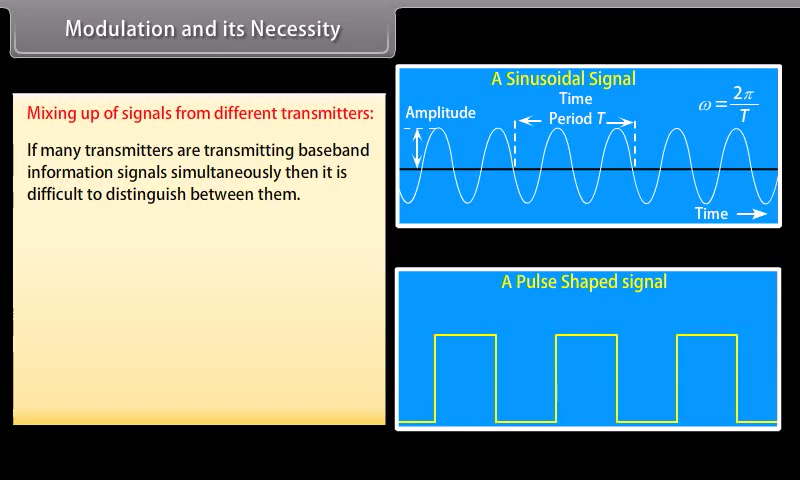 Modulation and its Necessity
Mixing up of signals from different transmitters:
If many transmitters are transmitting baseband
information signals simultaneously then it is
difficult to distinguish between them.
A Sinusoidal Signal
Amplitude
Time
Period T
ω = 2π/T
Time
A Pulse Shaped signal